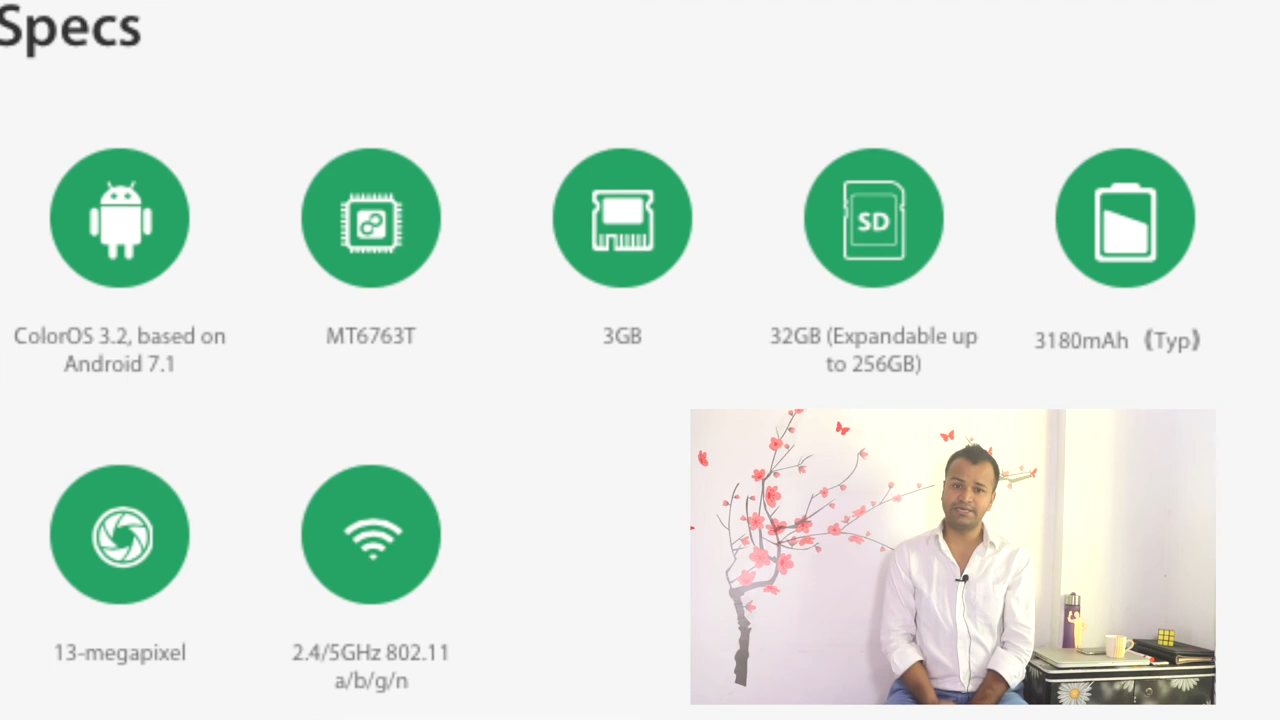 Specs
SD
ColorOS 3.2, based on
Android 7.1
MT6763T
3GB
32GB (Expandable up
to 256GB)
3180mAh 《Typ》
13-megapixel
2.4/5GHz 802.11
a/b/g/n